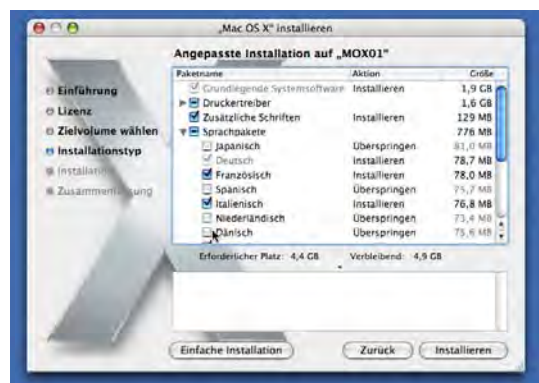 „Mac OS X“ installieren
Angepasste Installation auf „MOX01“
Einführung
Lizenz
Zielvolume wählen
Installationstyp
Installation
Zusammenfassung
Paketname Aktion Größe
Grundlegende Systemsoftware Installieren 1,9 GB
Druckertreiber 1,6 GB
Zusätzliche Schriften Installieren 129 MB
Sprachpakete 776 MB
Japanisch Überspringen 81,0 MB
Deutsch Installieren 78,7 MB
Französisch Installieren 78,0 MB
Spanisch Überspringen 75,7 MB
Italienisch Installieren 76,8 MB
Niederländisch Überspringen 73,4 MB
Dänisch Überspringen 75,6 MB
Erforderlicher Platz: 4,4 GB Verbleibend: 4,9 GB
Einfache Installation Zurück Installieren